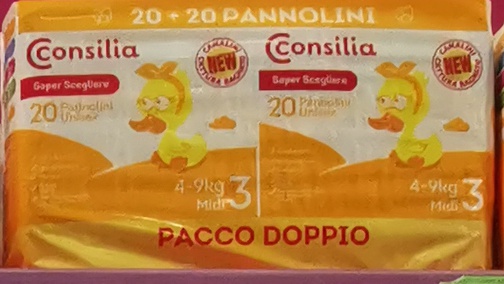 20 + 20 PANNOLINI
Consilia
NEW
Saper Scegliere
20 Pannolini
Unisex
4-9kg
Midi
3
Consilia
NEW
Saper Scegliere
20 Pannolini
Unisex
4-9kg
Midi
3
PACCO DOPPIO